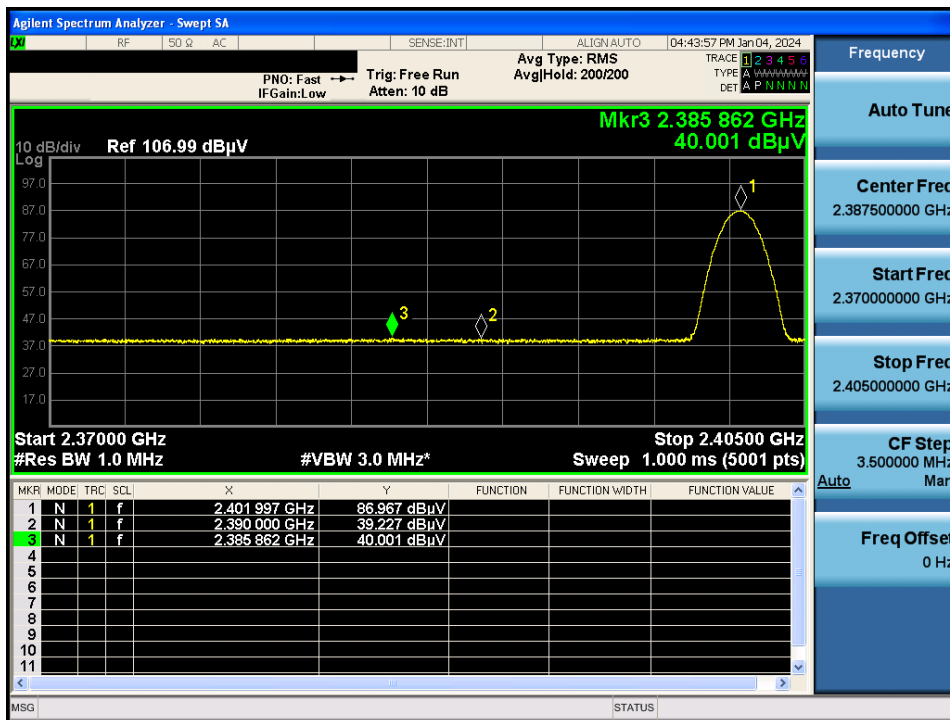 Agilent Spectrum Analyzer - Swept SA
LXI RF 50 Ω AC SENSE:INT ALIGN AUTO 04:43:57 PM Jan 04, 2024
PNO: Fast Trig: Free Run Avg Type: RMS TRACE 1 2 3 4 5 6
IFGain:Low Atten: 10 dB Avg|Hold: 200/200 TYPE A WWWWW
DET A P N N N N
Mkr3 2.385 862 GHz
40.001 dBµV
10 dB/div Ref 106.99 dBµV
Log
97.0
87.0
77.0
67.0
57.0
47.0
37.0
27.0
17.0
1
2
3
Start 2.37000 GHz Stop 2.40500 GHz
#Res BW 1.0 MHz #VBW 3.0 MHz* Sweep 1.000 ms (5001 pts)
MKR MODE TRC SCL X Y FUNCTION FUNCTION WIDTH FUNCTION VALUE
1 N 1 f 2.401 997 GHz 86.967 dBµV
2 N 1 f 2.390 000 GHz 39.227 dBµV
3 N 1 f 2.385 862 GHz 40.001 dBµV
4
5
6
7
8
9
10
11
MSG STATUS
Frequency
Auto Tune
Center Freq
2.387500000 GHz
Start Freq
2.370000000 GHz
Stop Freq
2.405000000 GHz
CF Step
3.500000 MHz
Auto Man
Freq Offset
0 Hz